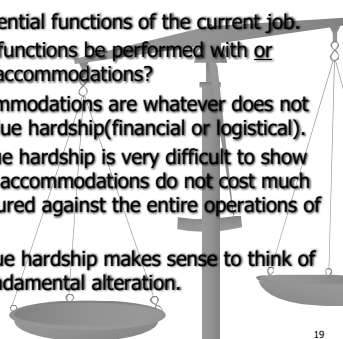 ential functions of the current job.
functions be performed with or
accommodations?
mmodations are whatever does not
ue hardship(financial or logistical).
ue hardship is very difficult to show
accommodations do not cost much
ured against the entire operations of
ue hardship makes sense to think of
ndamental alteration.
19